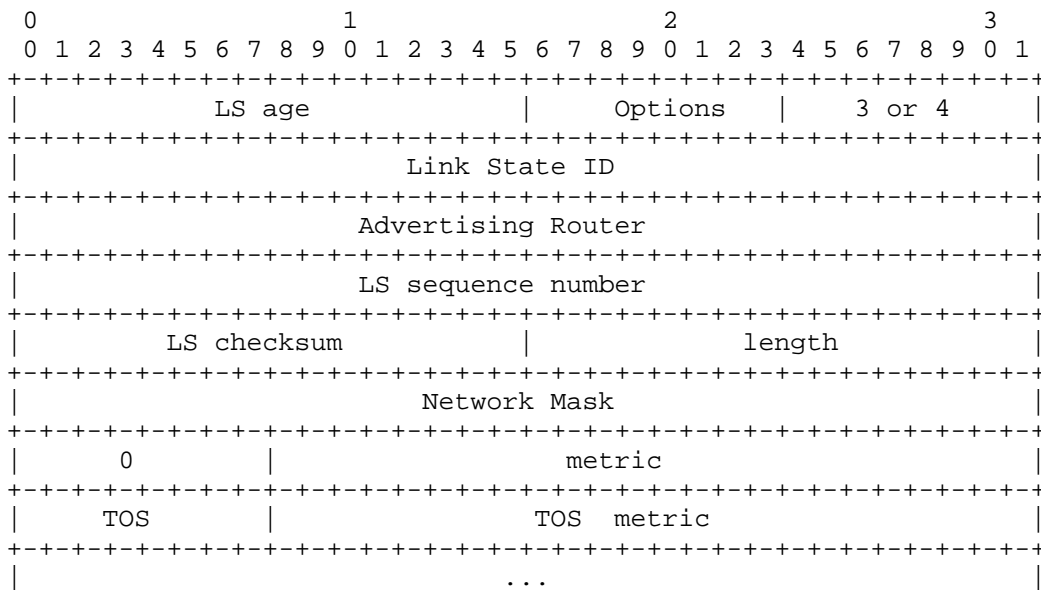 0                   1                   2                   3
 0 1 2 3 4 5 6 7 8 9 0 1 2 3 4 5 6 7 8 9 0 1 2 3 4 5 6 7 8 9 0 1
+-+-+-+-+-+-+-+-+-+-+-+-+-+-+-+-+-+-+-+-+-+-+-+-+-+-+-+-+-+-+-+-+
|            LS age             |     Options   |    3 or 4     |
+-+-+-+-+-+-+-+-+-+-+-+-+-+-+-+-+-+-+-+-+-+-+-+-+-+-+-+-+-+-+-+-+
|                        Link State ID                          |
+-+-+-+-+-+-+-+-+-+-+-+-+-+-+-+-+-+-+-+-+-+-+-+-+-+-+-+-+-+-+-+-+
|                     Advertising Router                        |
+-+-+-+-+-+-+-+-+-+-+-+-+-+-+-+-+-+-+-+-+-+-+-+-+-+-+-+-+-+-+-+-+
|                     LS sequence number                        |
+-+-+-+-+-+-+-+-+-+-+-+-+-+-+-+-+-+-+-+-+-+-+-+-+-+-+-+-+-+-+-+-+
|         LS checksum           |             length            |
+-+-+-+-+-+-+-+-+-+-+-+-+-+-+-+-+-+-+-+-+-+-+-+-+-+-+-+-+-+-+-+-+
|                         Network Mask                          |
+-+-+-+-+-+-+-+-+-+-+-+-+-+-+-+-+-+-+-+-+-+-+-+-+-+-+-+-+-+-+-+-+
|      0        |                  metric                       |
+-+-+-+-+-+-+-+-+-+-+-+-+-+-+-+-+-+-+-+-+-+-+-+-+-+-+-+-+-+-+-+-+
|     TOS       |                TOS  metric                    |
+-+-+-+-+-+-+-+-+-+-+-+-+-+-+-+-+-+-+-+-+-+-+-+-+-+-+-+-+-+-+-+-+
|                              ...                              |